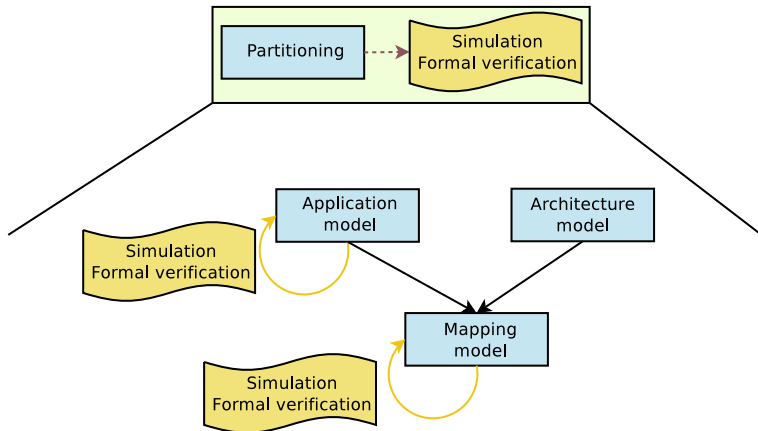 Partitioning
Simulation
Formal verification
Application
model
Architecture
model
Simulation
Formal verification
Mapping
model
Simulation
Formal verification